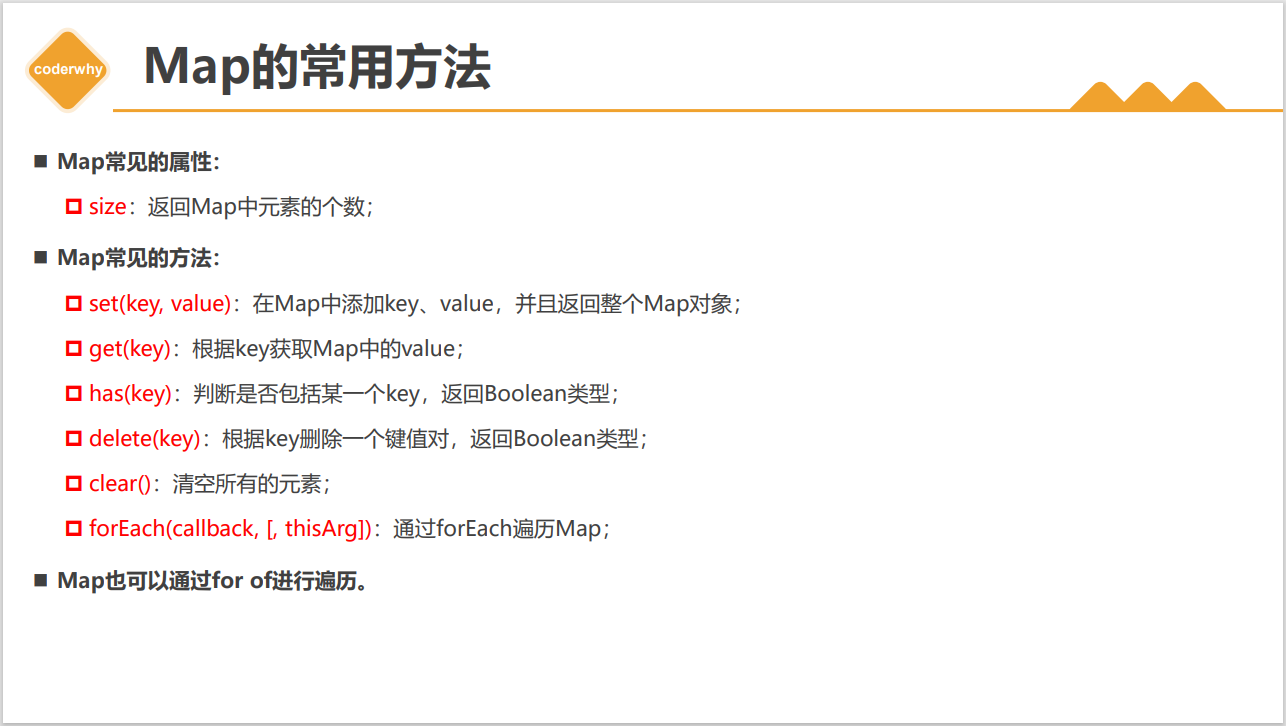 coderwhy
Map的常用方法
Map常见的属性：
size：返回Map中元素的个数；
Map常见的方法：
set(key, value)：在Map中添加key、value，并且返回整个Map对象；
get(key)：根据key获取Map中的value；
has(key)：判断是否包括某一个key，返回Boolean类型；
delete(key)：根据key删除一个键值对，返回Boolean类型；
clear()：清空所有的元素；
forEach(callback, [, thisArg])：通过forEach遍历Map；
Map也可以通过for of进行遍历。